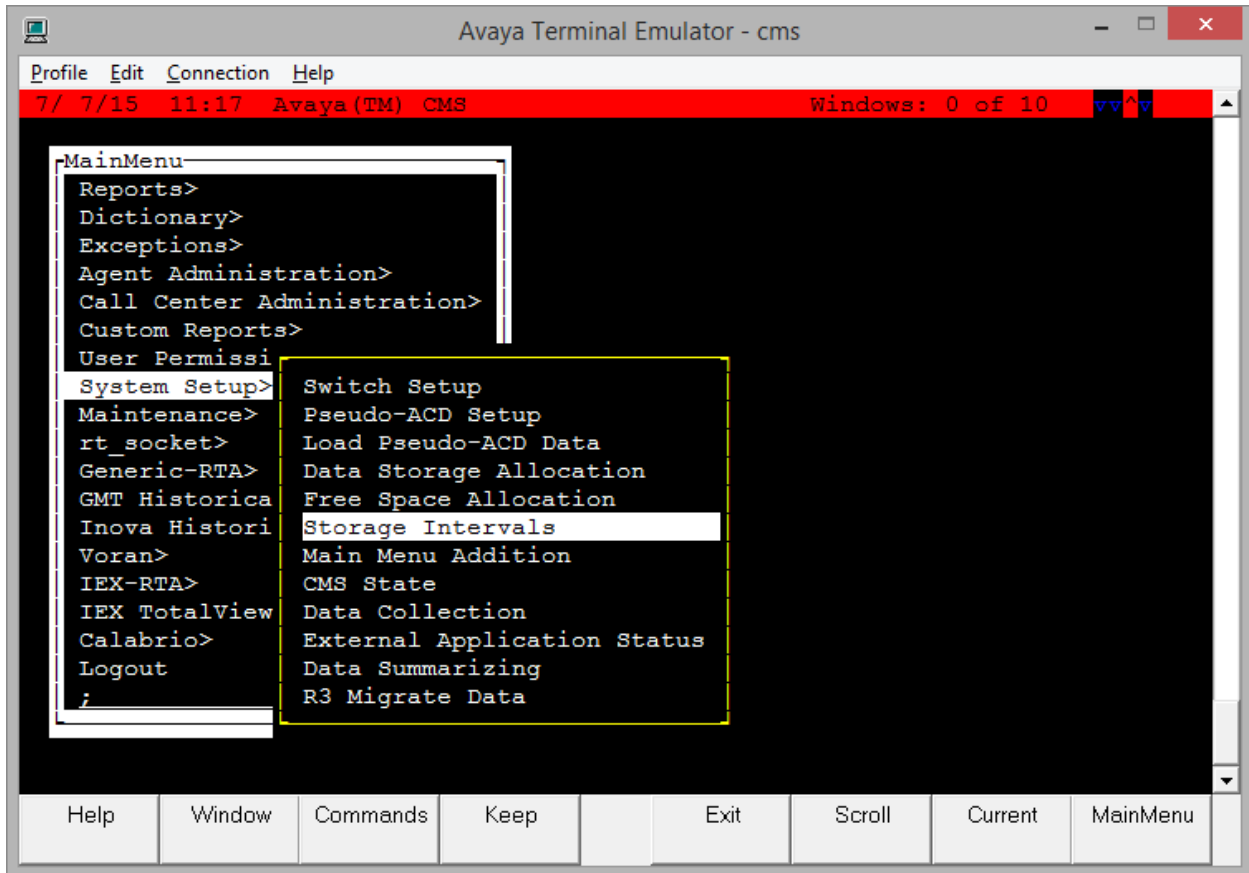 Avaya Terminal Emulator - cms
Profile Edit Connection Help
7/ 7/15 11:17 Avaya(TM) CMS Windows: 0 of 10
MainMenu
Reports>
Dictionary>
Exceptions>
Agent Administration>
Call Center Administration>
Custom Reports>
User Permissi
System Setup>
Maintenance>
rt_socket>
Generic-RTA>
GMT Historica
Inova Histori
Voran>
IEX-RTA>
IEX TotalView
Calabrio>
Logout
;
Switch Setup
Pseudo-ACD Setup
Load Pseudo-ACD Data
Data Storage Allocation
Free Space Allocation
Storage Intervals
Main Menu Addition
CMS State
Data Collection
External Application Status
Data Summarizing
R3 Migrate Data
Help Window Commands Keep Exit Scroll Current MainMenu